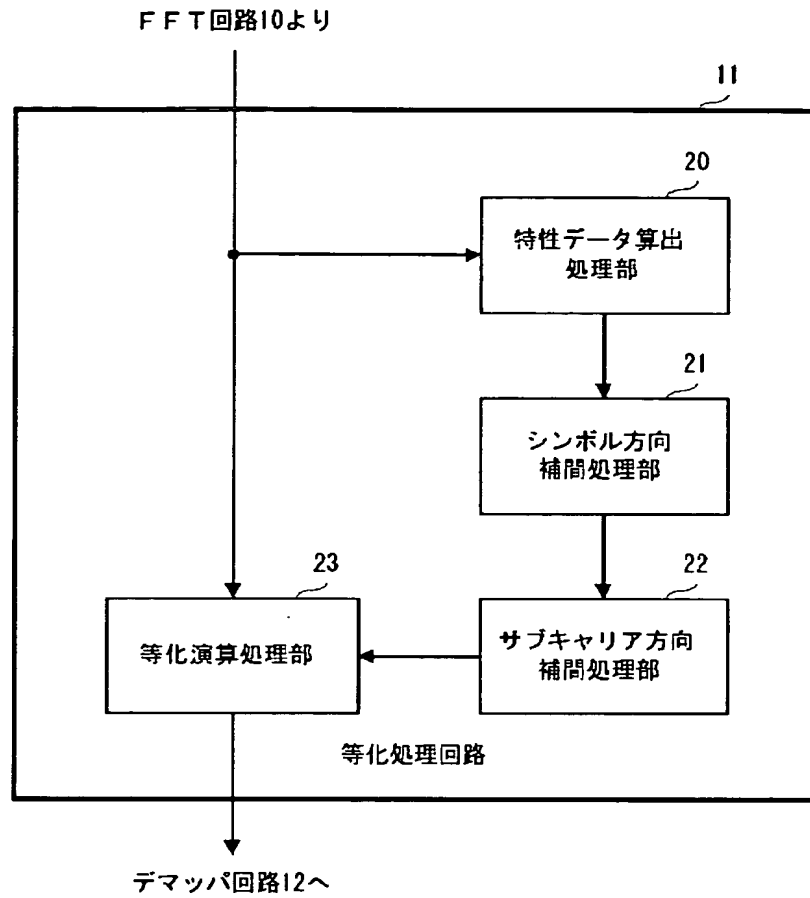 ＦＦＴ回路10より
11
20
特性データ算出
処理部
21
シンボル方向
補間処理部
23
22
等化演算処理部
サブキャリア方向
補間処理部
等化処理回路
デマッパ回路12へ